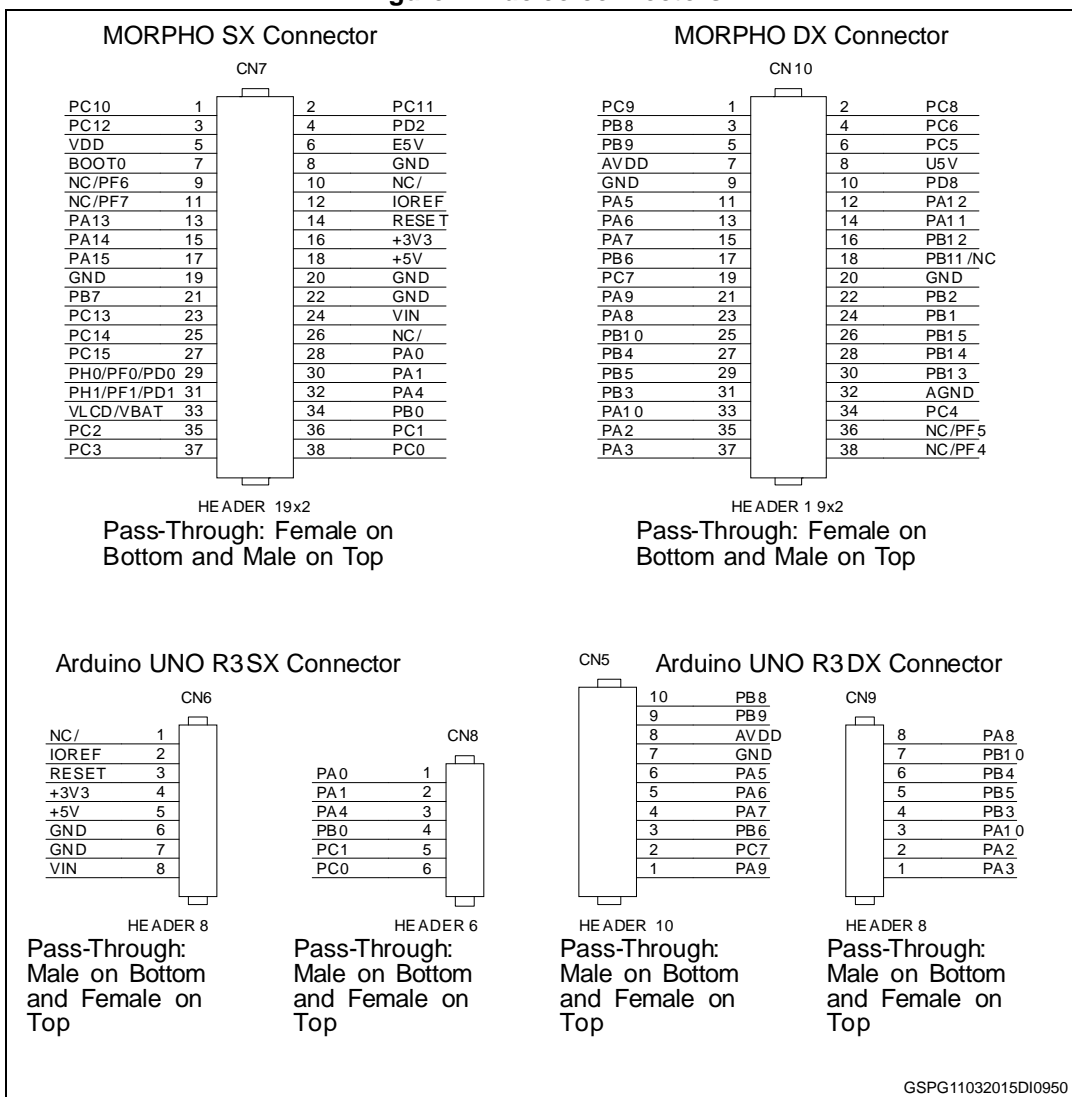 MORPHO SX Connector
CN7
PC10 1 2 PC11
PC12 3 4 PD2
VDD 5 6 E5V
BOOT0 7 8 GND
NC/PF6 9 10 NC/
NC/PF7 11 12 IOREF
PA13 13 14 RESET
PA14 15 16 +3V3
PA15 17 18 +5V
GND 19 20 GND
PB7 21 22 GND
PC13 23 24 VIN
PC14 25 26 NC/
PC15 27 28 PA0
PH0/PF0/PD0 29 30 PA1
PH1/PF1/PD1 31 32 PA4
VLCD/VBAT 33 34 PB0
PC2 35 36 PC1
PC3 37 38 PC0
HEADER 19x2
Pass-Through: Female on
Bottom and Male on Top
MORPHO DX Connector
CN10
PC9 1 2 PC8
PB8 3 4 PC6
PB9 5 6 PC5
AVDD 7 8 U5V
GND 9 10 PD8
PA5 11 12 PA12
PA6 13 14 PA11
PA7 15 16 PB12
PB6 17 18 PB11/NC
PC7 19 20 GND
PA9 21 22 PB2
PA8 23 24 PB1
PB10 25 26 PB15
PB4 27 28 PB14
PB5 29 30 PB13
PB3 31 32 AGND
PA10 33 34 PC4
PA2 35 36 NC/PF5
PA3 37 38 NC/PF4
HEADER 19x2
Pass-Through: Female on
Bottom and Male on Top
Arduino UNO R3 SX Connector
CN6
NC/ 1
IOREF 2
RESET 3
+3V3 4
+5V 5
GND 6
GND 7
VIN 8
HEADER 8
Pass-Through:
Male on Bottom
and Female on
Top
CN8
PA0 1
PA1 2
PA4 3
PB0 4
PC1 5
PC0 6
HEADER 6
Pass-Through:
Male on Bottom
and Female on
Top
Arduino UNO R3 DX Connector
CN5
10 PB8
9 PB9
8 AVDD
7 GND
6 PA5
5 PA6
4 PA7
3 PB6
2 PC7
1 PA9
HEADER 10
Pass-Through:
Male on Bottom
and Female on
Top
CN9
8 PA8
7 PB10
6 PB4
5 PB5
4 PB3
3 PA10
2 PA2
1 PA3
HEADER 8
Pass-Through:
Male on Bottom
and Female on
Top
GSPG11032015DI0950